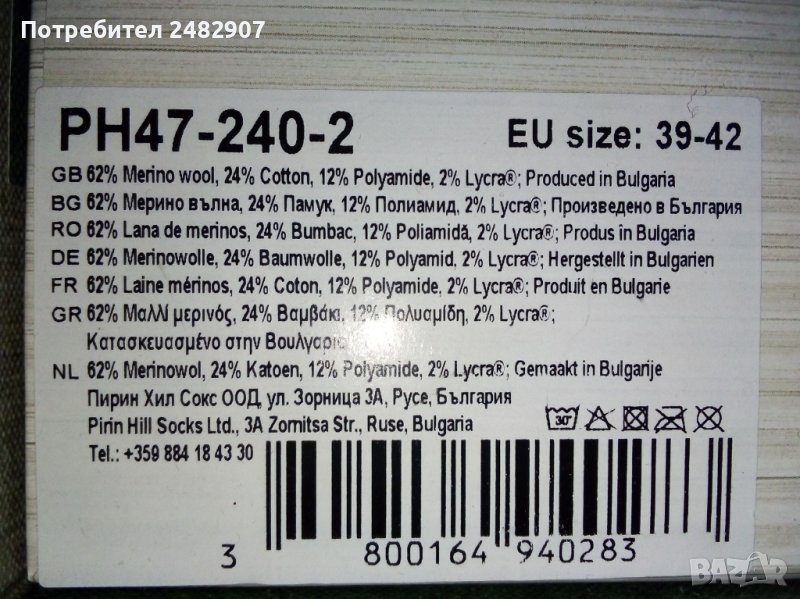 Потребител 2482907
PH47-240-2 EU size: 39-42
GB 62% Merino wool, 24% Cotton, 12% Polyamide, 2% Lycra®; Produced in Bulgaria
BG 62% Мерино вълна, 24% Памук, 12% Полиамид, 2% Lycra®; Произведено в България
RO 62% Lana de merinos, 24% Bumbac, 12% Poliamidă, 2% Lycra®; Produs în Bulgaria
DE 62% Merinowolle, 24% Baumwolle, 12% Polyamid, 2% Lycra®; Hergestellt in Bulgarien
FR 62% Laine mérinos, 24% Coton, 12% Polyamide, 2% Lycra®; Produit en Bulgarie
GR 62% Μαλλί μερινός, 24% Βαμβάκι, 12% Πολυαμίδη, 2% Lycra®;
Κατασκευασμένο στην Βουλγαρία
NL 62% Merinowol, 24% Katoen, 12% Polyamide, 2% Lycra®; Gemaakt in Bulgarije
Пирин Хил Сокс ООД, ул. Зорница 3А, Русе, България
Pirin Hill Socks Ltd., 3A Zornitsa Str., Ruse, Bulgaria
30°
Tel.: +359 884 18 43 30
3 800164 940283
BAZAR